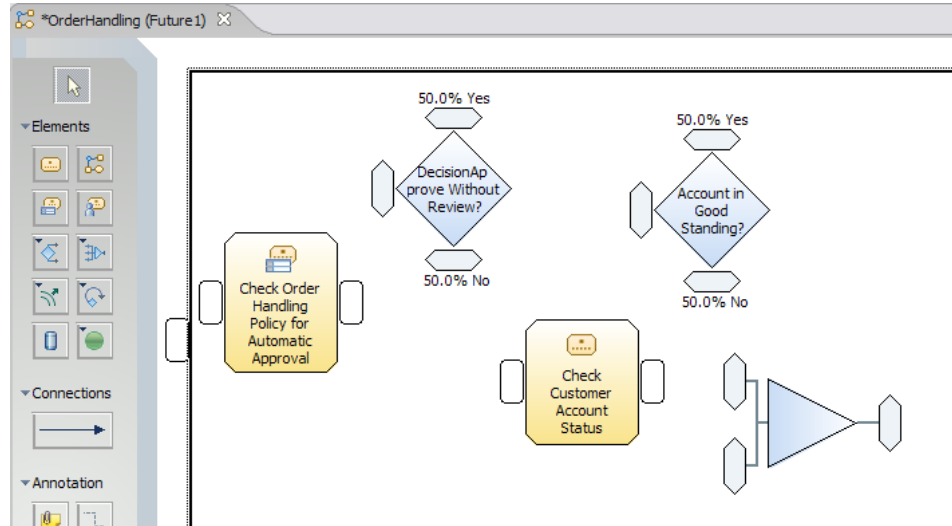 *OrderHandling (Future1)
Elements
Connections
Annotation
50.0% Yes
DecisionAp
prove Without
Review?
50.0% No
50.0% Yes
Account in
Good
Standing?
50.0% No
Check Order
Handling
Policy for
Automatic
Approval
Check
Customer
Account
Status